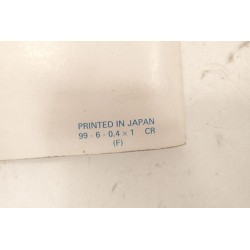 PRINTED IN JAPAN
99 - 6 - 0.4 × 1 CR
(F)